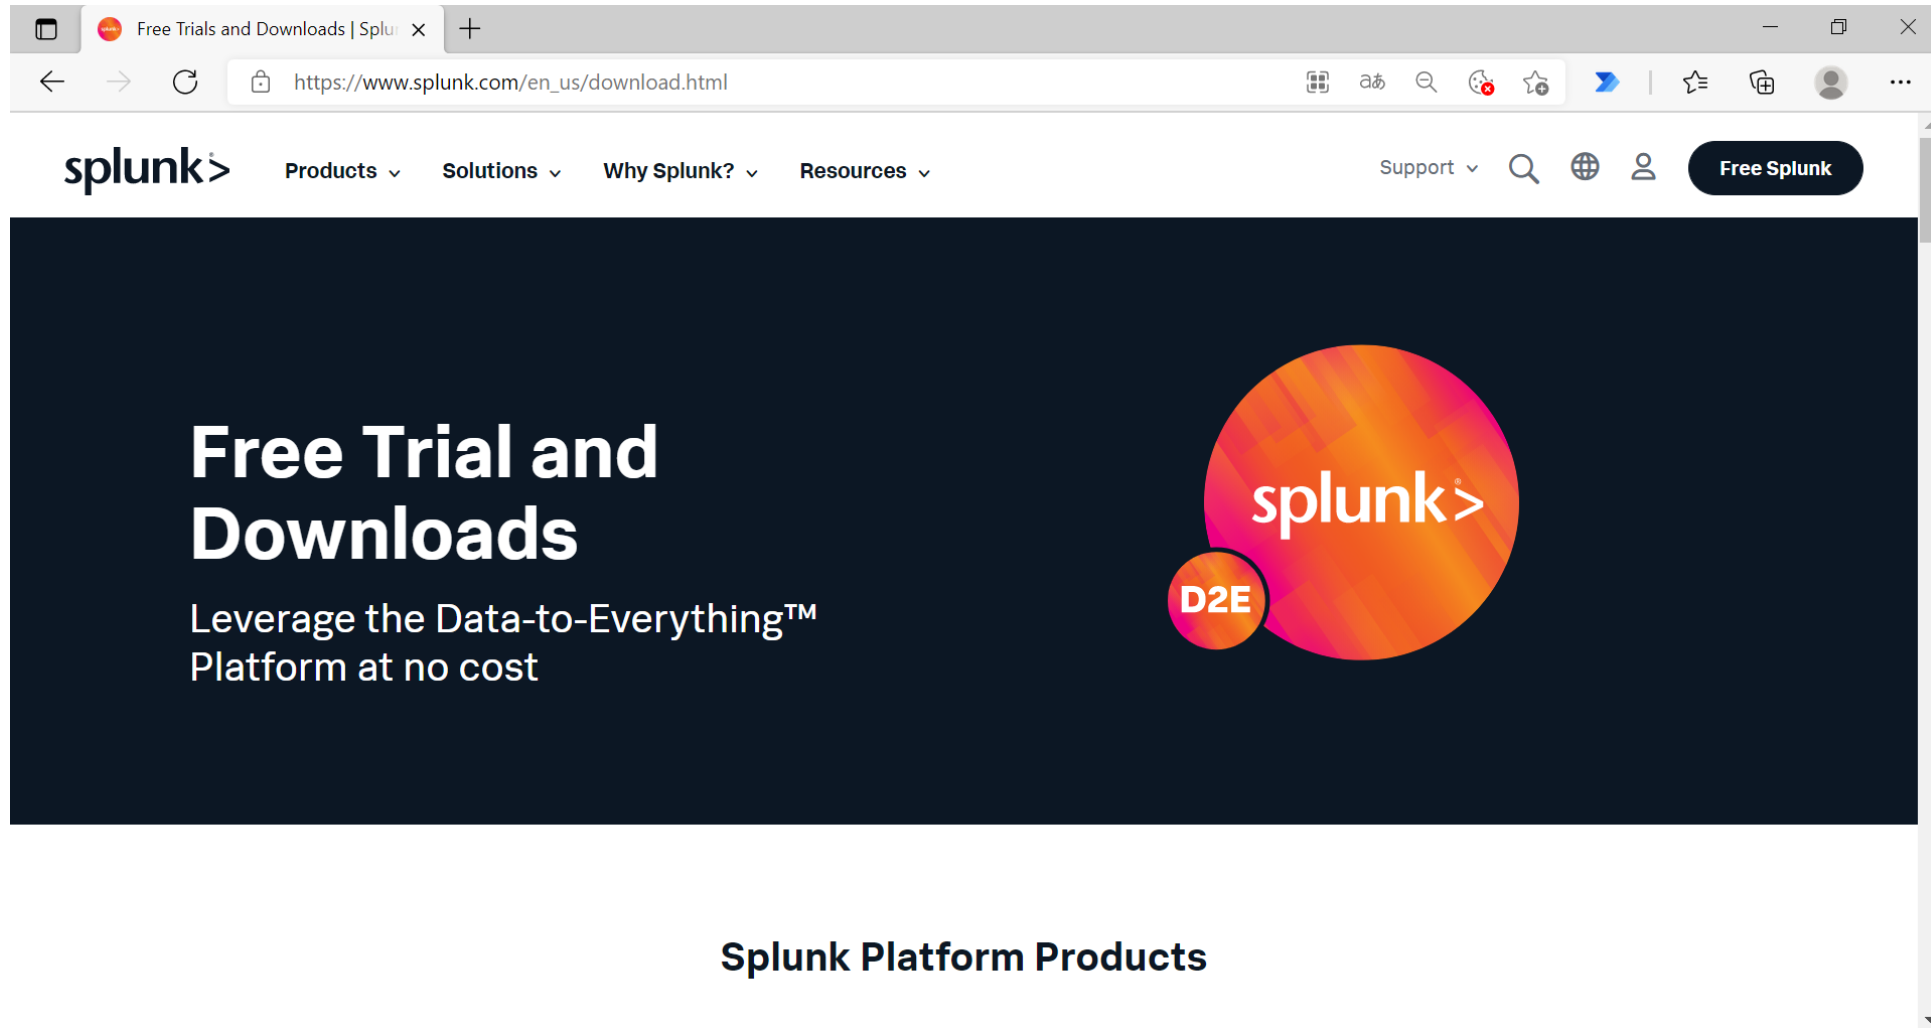 Free Trials and Downloads | Splu
https://www.splunk.com/en_us/download.html
aあ
splunk>
Products
Solutions
Why Splunk?
Resources
Support
Free Splunk
Free Trial and
Downloads
Leverage the Data-to-Everything™
Platform at no cost
splunk>
D2E
Splunk Platform Products